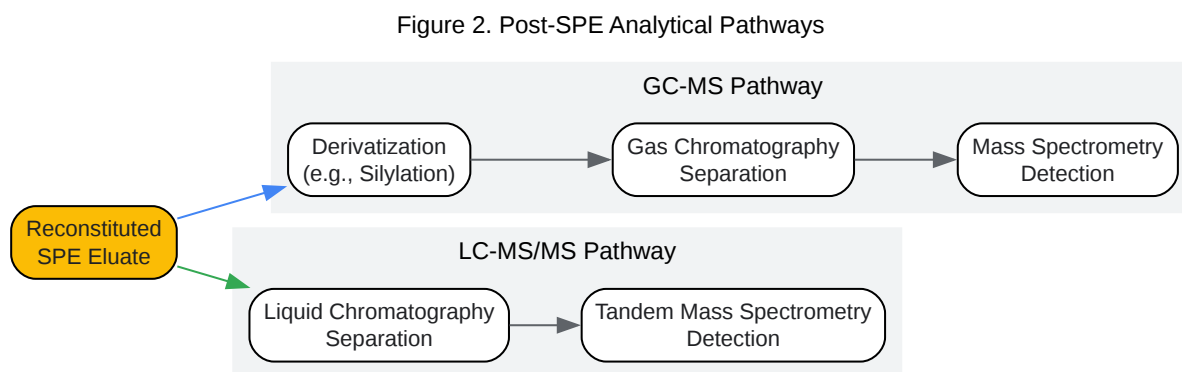 Figure 2. Post-SPE Analytical Pathways
GC-MS Pathway
Derivatization
(e.g., Silylation)
Gas Chromatography
Separation
Mass Spectrometry
Detection
Reconstituted
SPE Eluate
LC-MS/MS Pathway
Liquid Chromatography
Separation
Tandem Mass Spectrometry
Detection